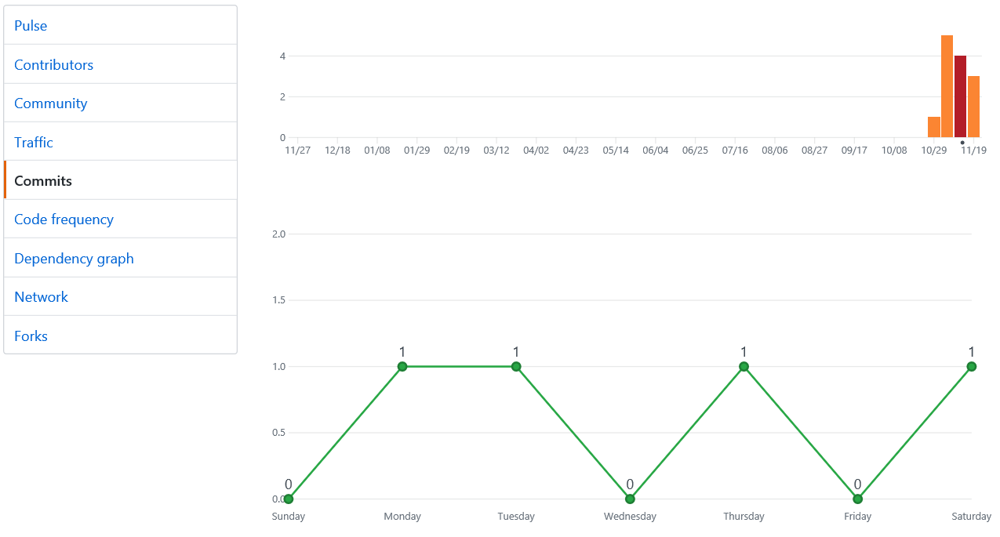 Pulse
Contributors
Community
Traffic
Commits
Code frequency
Dependency graph
Network
Forks
4
2
0
11/27 12/18 01/08 01/29 02/19 03/12 04/02 04/23 05/14 06/04 06/25 07/16 08/06 08/27 09/17 10/08 10/29 11/19
2.0
1.5
1 1 1 1
1.0
0.5
0 0 0
0.0
Sunday Monday Tuesday Wednesday Thursday Friday Saturday